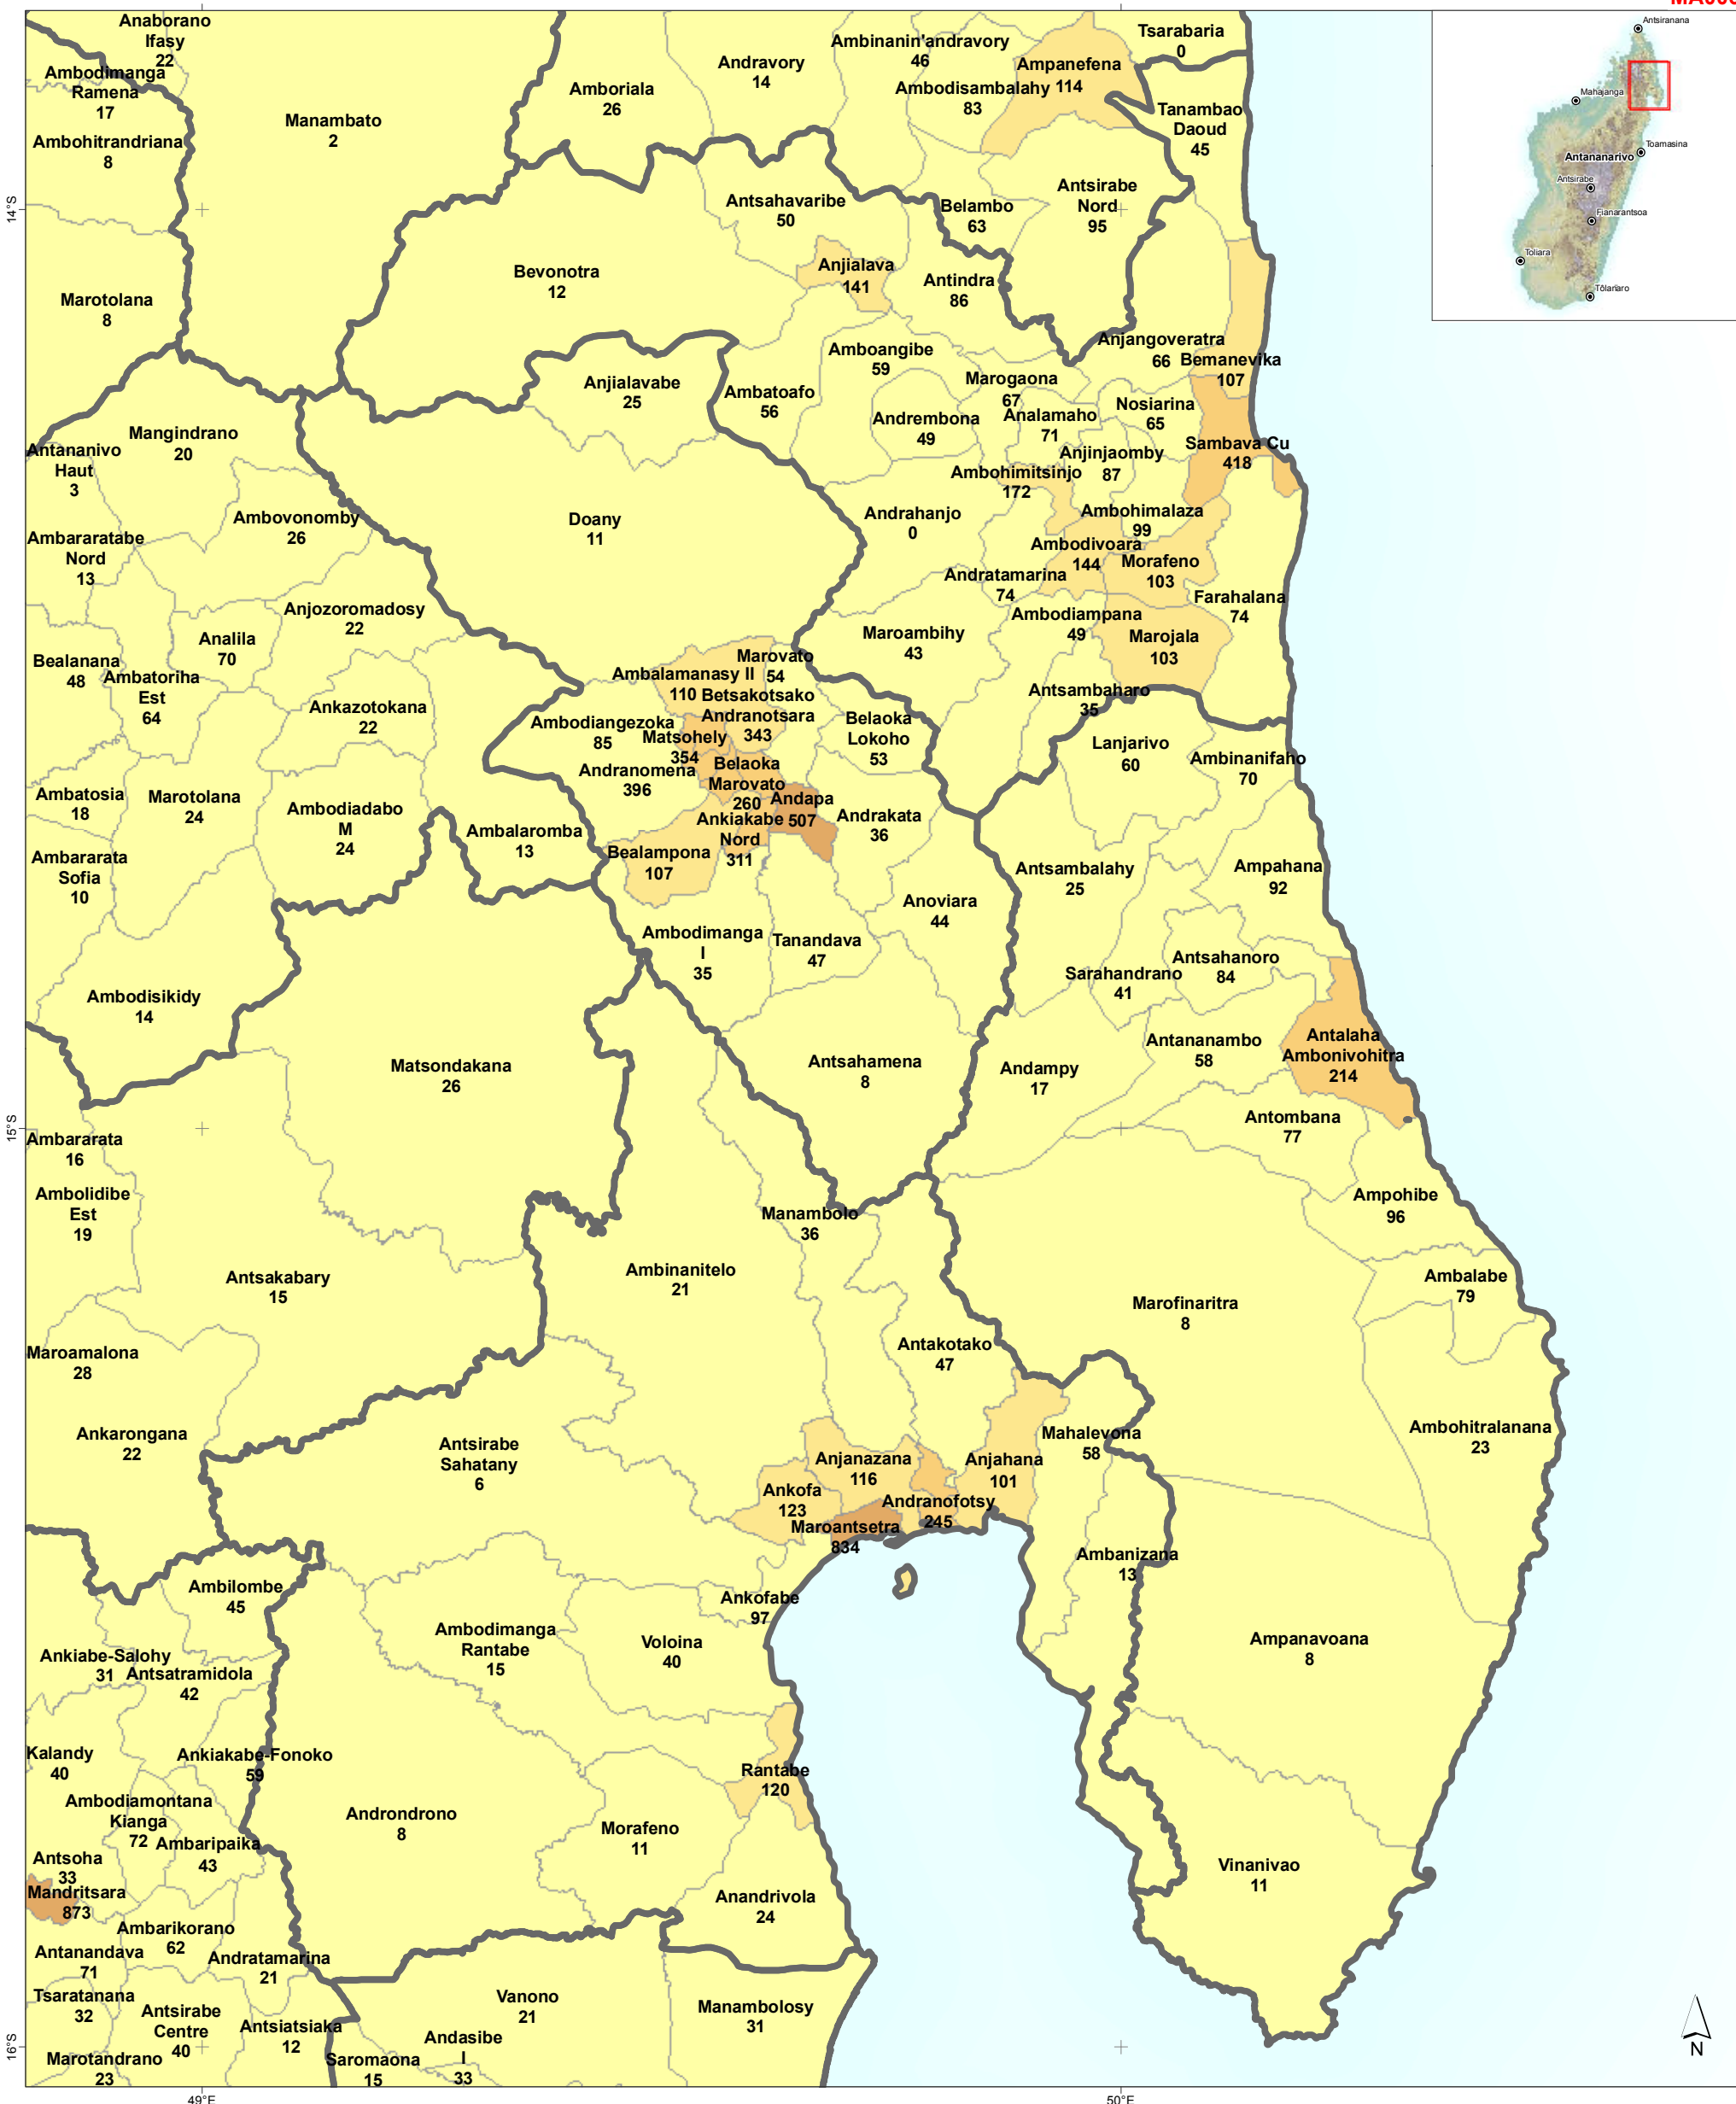 Anaborano
Ifasy
22
Ambodimanga
Ramena
17
Ambohitrandriana
8
Manambato
2
Amboriala
26
Andravory
14
Ambinanin'andravory
46
Ambodisambalahy
83
Ampanefena
114
Tsarabaria
0
Tanambao
Daoud
45
Antsiranana
Mahajanga
Toamasina
Antananarivo
Antsirabe
Fianarantsoa
Toliara
Tôlañaro
14°S
Marotolana
8
Bevonotra
12
Antsahavaribe
50
Belambo
63
Antsirabe
Nord
95
Anjialava
141
Antindra
86
Anjangoveratra
66
Bemanevika
107
Amboangibe
59
Anjialavabe
25
Ambatoafo
56
Marogaona
67
Andrembona
49
Analamaho
71
Nosiarina
65
Sambava Cu
418
Anjinjaomby
87
Ambohimitsinjo
172
Mangindrano
20
Antananivo
Haut
3
Ambovonomby
26
Doany
11
Andrahanjo
0
Ambohimalaza
99
Ambodivoara
144
Morafeno
103
Ambararatabe
Nord
13
Andratamarina
74
Farahalana
74
Anjozoromadosy
22
Ambodiampana
49
Marojala
103
Analila
70
Maroambihy
43
Bealanana
48
Ambatoriha
Est
64
Ambalamanasy II
110
Marovato
54
Betsakotsako
Andranotsara
343
Antsambaharo
35
Ankazotokana
22
Ambodiangezoka
85
Matsohely
354
Belaoka
Lokoho
53
Lanjarivo
60
Ambinanifaho
70
Andranomena
396
Belaoka
Marovato
260
Andapa
507
Ambatosia
18
Marotolana
24
Ambodiadabo
M
24
Ambalaromba
13
Ankiakabe
Nord
311
Andrakata
36
Bealampona
107
Ambararata
Sofia
10
Antsambalahy
25
Ampahana
92
Anoviara
44
Ambodimanga
I
35
Tanandava
47
Antsahanoro
84
Sarahandrano
41
Ambodisikidy
14
Matsondakana
26
Antsahamena
8
Andampy
17
Antananambo
58
Antalaha
Ambonivohitra
214
Antombana
77
15°S
Ambararata
16
Ambolidibe
Est
19
Manambolo
36
Ampohibe
96
Antsakabary
15
Ambinanitelo
21
Ambalabe
79
Marofinaritra
8
Maroamalona
28
Antakotako
47
Ankarongana
22
Antsirabe
Sahatany
6
Ambohitralanana
23
Mahalevona
58
Anjanazana
116
Anjahana
101
Ankofa
123
Andranofotsy
245
Maroantsetra
834
Ambanizana
13
Ambilombe
45
Ankofabe
97
Ambodimanga
Rantabe
15
Voloina
40
Ampanavoana
8
Ankiabe-Salohy
31
Antsatramidola
42
Kalandy
40
Ankiakabe-Fonoko
59
Rantabe
120
Ambodiamontana
Kianga
72
Androndrono
8
Morafeno
11
Ambaripaika
43
Antsoha
33
Vinanivao
11
Mandritsara
873
Anandrivola
24
Ambarikorano
62
Antanandava
71
Andratamarina
21
Tsaratanana
32
Antsirabe
Centre
40
Antsiatsiaka
12
Vanono
21
Manambolosy
31
Andasibe
I
33
Marotandrano
23
Saromaona
15
16°S
N
49°E
50°E